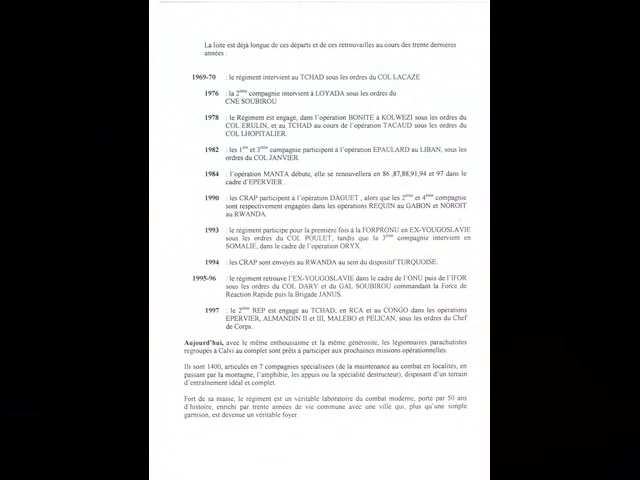 La liste est déjà longue de ces départs et de ces retrouvailles au cours des trente dernières
années :
1969-70 : le régiment intervient au TCHAD sous les ordres du COL LACAZE
1976 : la 2ème compagnie intervient à LOYADA sous les ordres du
CNE SOUBIROU
1978 : le Régiment est engagé, dans l'opération BONITE à KOLWEZI sous les ordres du
COL ERULIN, et au TCHAD au cours de l'opération TACAUD sous les ordres du
COL LHOPITALIER.
1982 : les 1ère et 3ème compagnie participent à l'opération EPAULARD au LIBAN, sous les
ordres du COL JANVIER.
1984 : l'opération MANTA débute, elle se renouvellera en 86 ,87,88,91,94 et 97 dans le
cadre d'EPERVIER .
1990 : les CRAP participent à l'opération DAGUET ; alors que les 2ème et 4ème compagnie
sont respectivement engagées dans les opérations REQUIN au GABON et NOROIT
au RWANDA.
1993 : le régiment participe pour la première fois à la FORPRONU en EX-YOUGOSLAVIE
sous les ordres du COL POULET, tandis que la 3ème compagnie intervient en
SOMALIE, dans le cadre de l'opération ORYX.
1994 : les CRAP sont envoyés au RWANDA au sein du dispositif TURQUOISE.
1995-96 : le régiment retrouve l'EX-YOUGOSLAVIE dans le cadre de l'ONU puis de l'IFOR
sous les ordres du COL DARY et du GAL SOUBIROU commandant la Force de
Réaction Rapide puis la Brigade JANUS.
1997 : le 2ème REP est engagé au TCHAD, en RCA et au CONGO dans les opérations
EPERVIER, ALMANDIN II et III, MALEBO et PELICAN, sous les ordres du Chef
de Corps.
Aujourd'hui, avec le même enthousiasme et la même générosité, les légionnaires parachutistes
regroupés à Calvi au complet sont prêts à participer aux prochaines missions opérationnelles.
Ils sont 1400, articulés en 7 compagnies spécialisées (de la maintenance au combat en localites, en
passant par la montagne, l'amphibie, les appuis ou la spécialité destructeur), disposant d'un terrain
d'entraînement idéal et complet.
Fort de sa masse, le régiment est un véritable laboratoire du combat moderne, porté par 50 ans
d'histoire, enrichi par trente années de vie commune avec une ville qui, plus qu'une simple
garnison, est devenue un véritable foyer.